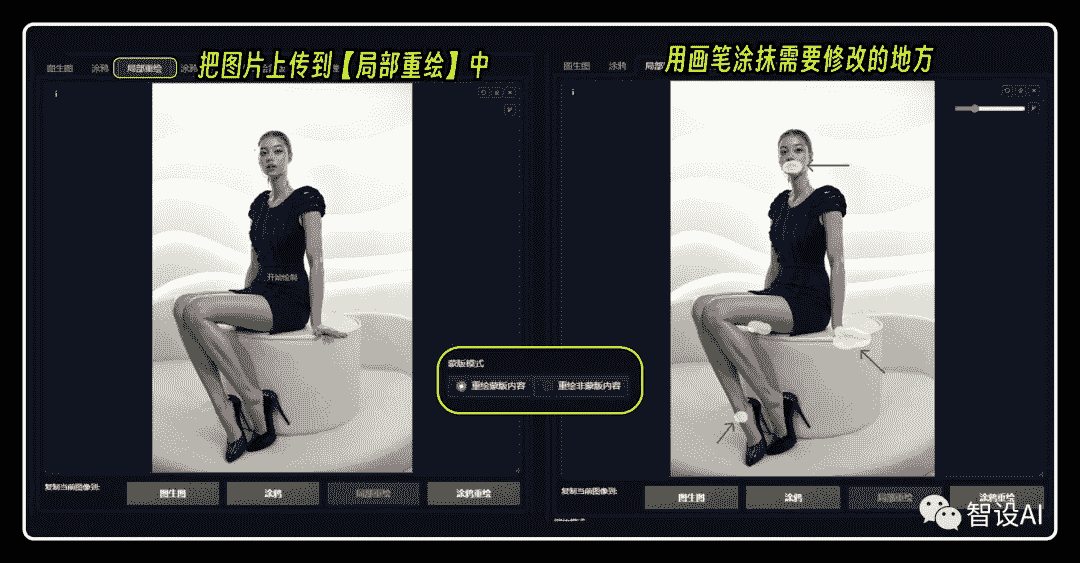 把图片上传到【局部重绘】中
图生图 涂鸦 局部重绘 涂鸦
开始绘制
复制当前图像到:
图生图 涂鸦 局部重绘 涂鸦重绘
蒙版模式
重绘蒙版内容 重绘非蒙版内容
用画笔涂抹需要修改的地方
图生图 涂鸦 局部
复制当前图像到:
图生图 涂鸦 局部重绘 涂鸦重绘
智设AI